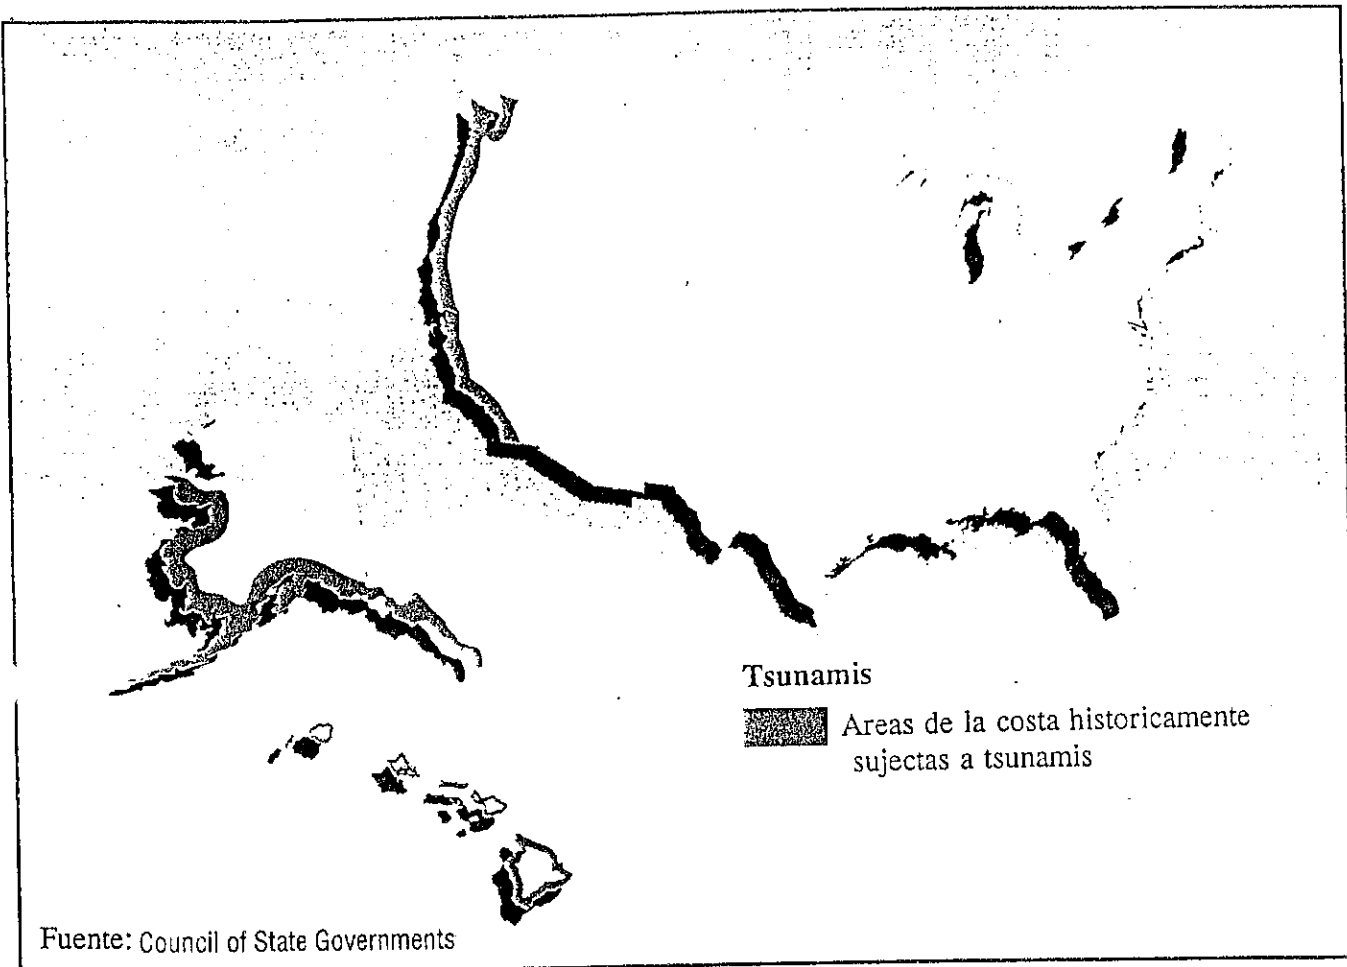 Tsunamis
Areas de la costa historicamente
sujectas a tsunamis
Fuente: Council of State Governments